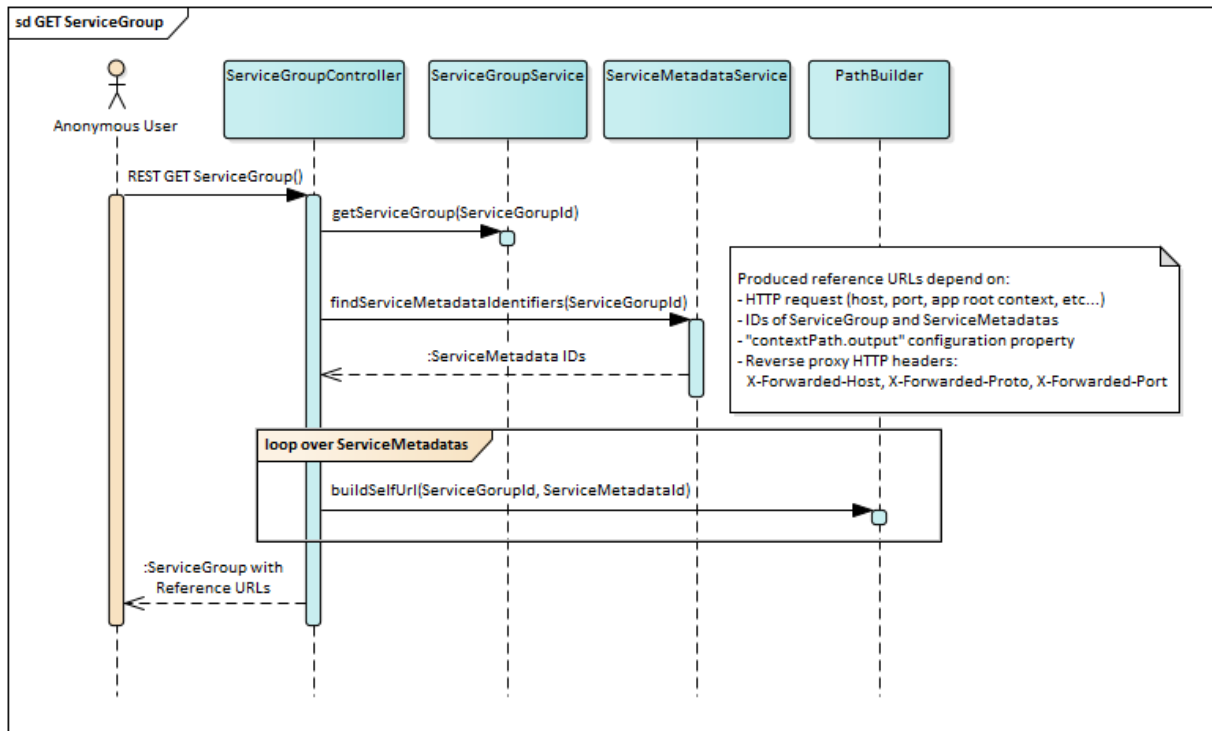 sd GET ServiceGroup
ServiceGroupController
ServiceGroupService
ServiceMetadataService
PathBuilder
Anonymous User
REST GET ServiceGroup()
getServiceGroup(ServiceGorupId)
findServiceMetadataIdentifiers(ServiceGorupId)
:ServiceMetadata IDs
Produced reference URLs depend on:
- HTTP request (host, port, app root context, etc...)
- IDs of ServiceGroup and ServiceMetadatas
- "contextPath.output" configuration property
- Reverse proxy HTTP headers:
X-Forwarded-Host, X-Forwarded-Proto, X-Forwarded-Port
loop over ServiceMetadatas
buildSelfUrl(ServiceGorupId, ServiceMetadataId)
:ServiceGroup with
Reference URLs